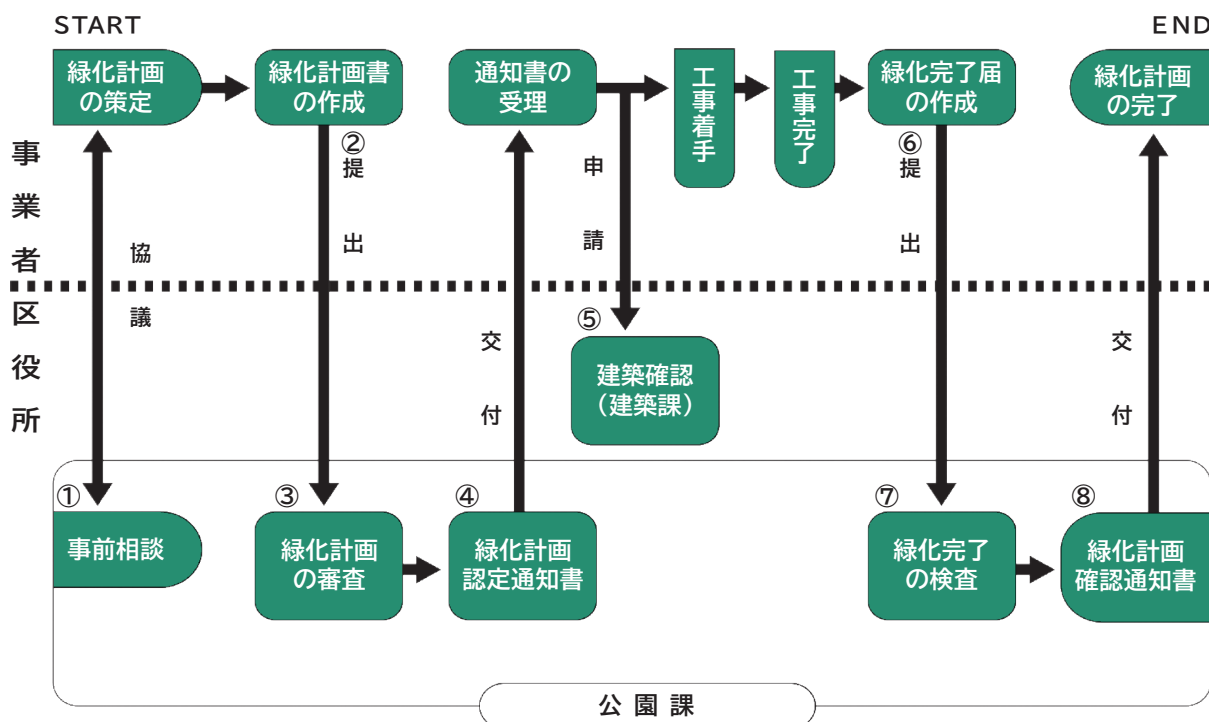 START
END
緑化計画
の策定
緑化計画書
の作成
通知書の
受理
工事着手
工事完了
緑化完了届
の作成
緑化計画
の完了
事業者
協議
②
提出
申請
⑥
提出
区役所
交付
⑤
建築確認
(建築課)
交付
①
事前相談
③
緑化計画
の審査
④
緑化計画
認定通知書
⑦
緑化完了
の検査
⑧
緑化計画
確認通知書
公園課